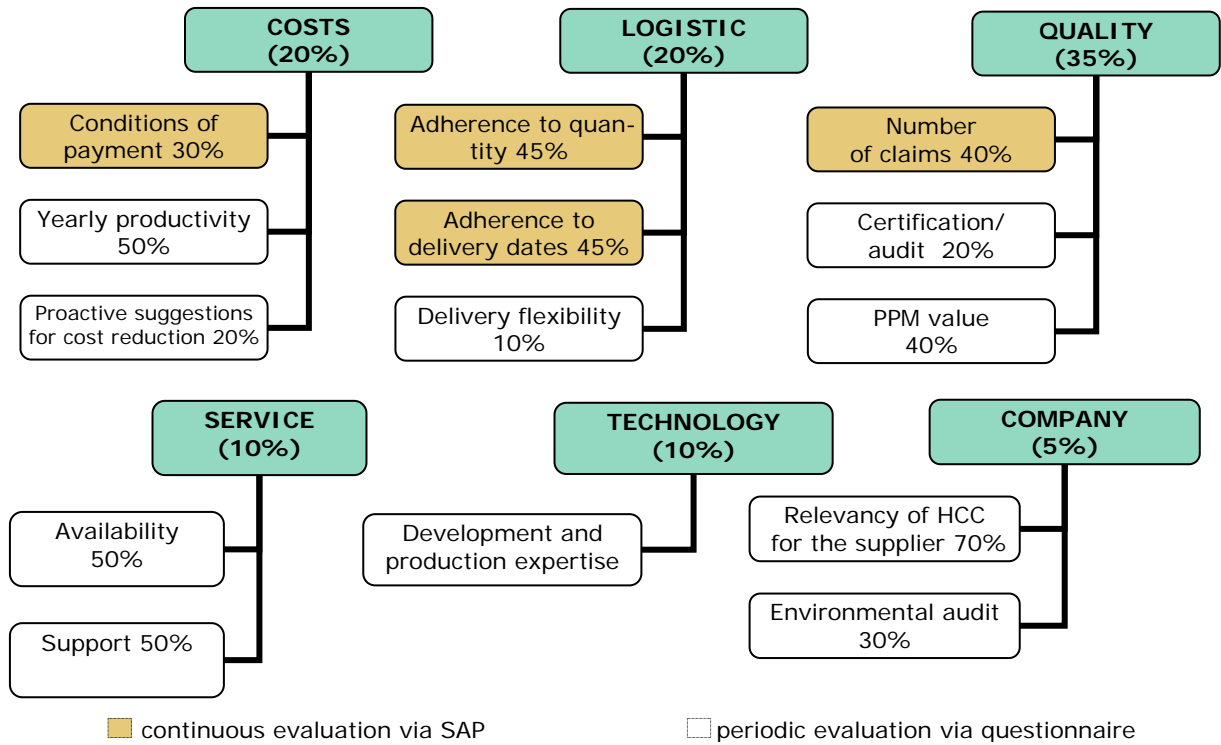 COSTS
(20%)
LOGISTIC
(20%)
QUALITY
(35%)
Conditions of
payment 30%
Adherence to quan-
tity 45%
Number
of claims 40%
Yearly productivity
50%
Adherence to
delivery dates 45%
Certification/
audit 20%
Proactive suggestions
for cost reduction 20%
Delivery flexibility
10%
PPM value
40%
SERVICE
(10%)
TECHNOLOGY
(10%)
COMPANY
(5%)
Availability
50%
Development and
production expertise
Relevancy of HCC
for the supplier 70%
Support 50%
Environmental audit
30%
continuous evaluation via SAP
periodic evaluation via questionnaire